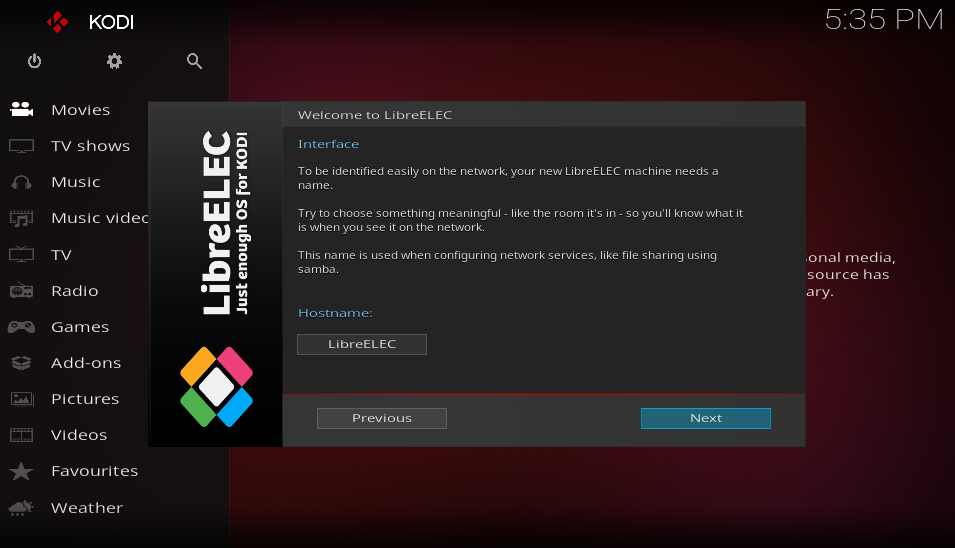 KODI
5:35 PM
Movies
TV shows
Music
Music
TV
Radio
Games
Add-ons
Pictures
Videos
Favourites
Weather
LibreELEC
Just enough OS for KODI
Welcome to LibreELEC
Interface
To be identified easily on the network, your new LibreELEC machine needs a
name.
Try to choose something meaningful - like the room it's in - so you'll know what it
is when you see it on the network.
This name is used when configuring network services, like file sharing using
samba.
Hostname:
LibreELEC
Previous
Next
media,
source has